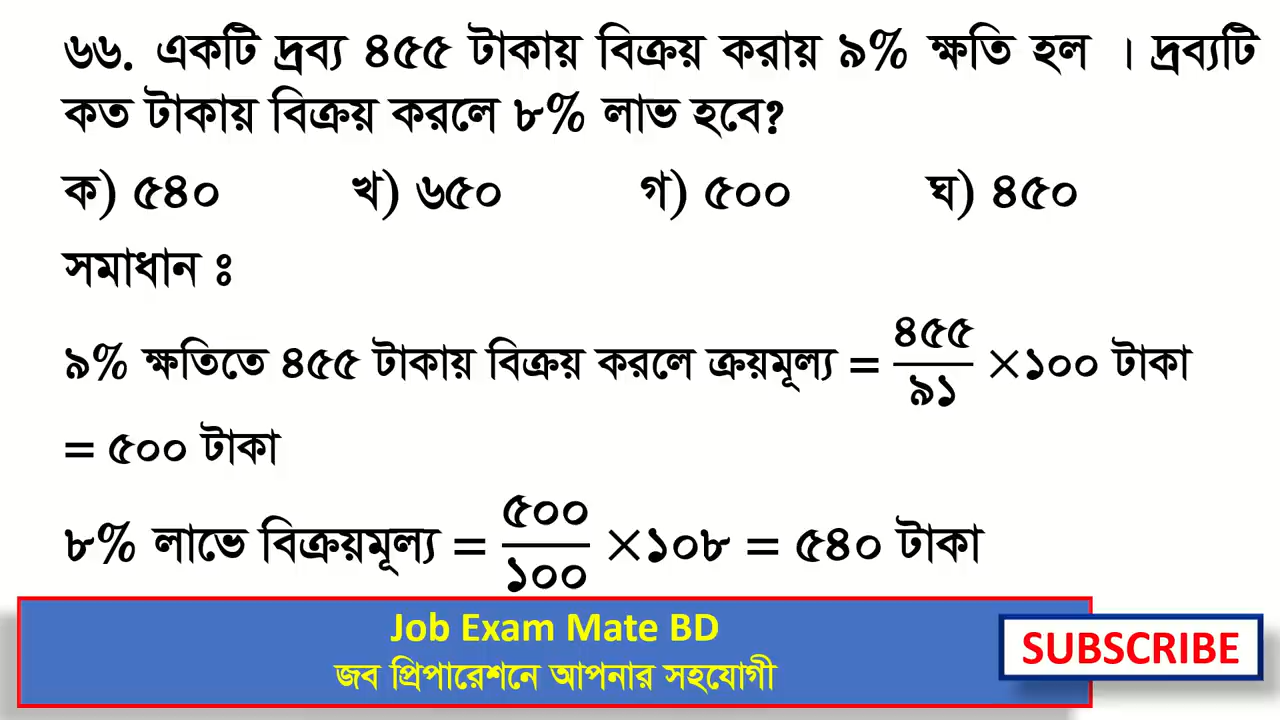 ৬৬. একটি দ্রব্য ৪৫৫ টাকায় বিক্রয় করায় ৯% ক্ষতি হল । দ্রব্যটি
কত টাকায় বিক্রয় করলে ৮% লাভ হবে?
ক) ৫৪০ খ) ৬৫০ গ) ৫০০ ঘ) ৪৫০
সমাধান ঃ
৯% ক্ষতিতে ৪৫৫ টাকায় বিক্রয় করলে ক্রয়মূল্য = ৪৫৫/৯১ ×১০০ টাকা
= ৫০০ টাকা
৮% লাভে বিক্রয়মূল্য = ৫০০/১০০ ×১০৮ = ৫৪০ টাকা
Job Exam Mate BD
জব প্রিপারেশনে আপনার সহযোগী
SUBSCRIBE